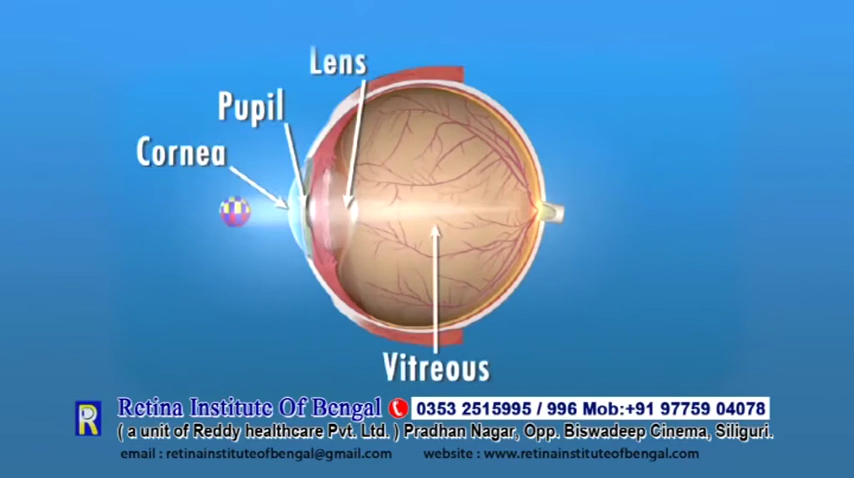 Lens
Pupil
Cornea
Vitreous
R
Retina Institute Of Bengal 0353 2515995 / 996 Mob:+91 97759 04078
( a unit of Reddy healthcare Pvt. Ltd. ) Pradhan Nagar, Opp. Biswadeep Cinema, Siliguri.
email : retinainstituteofbengal@gmail.com website : www.retinainstituteofbengal.com